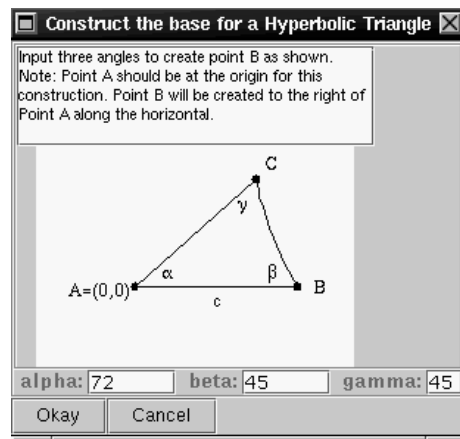 Construct the base for a Hyperbolic Triangle
Input three angles to create point B as shown.
Note: Point A should be at the origin for this
construction. Point B will be created to the right of
Point A along the horizontal.
C
γ
α
β
A=(0,0)
B
c
alpha: 72 beta: 45 gamma: 45
Okay Cancel